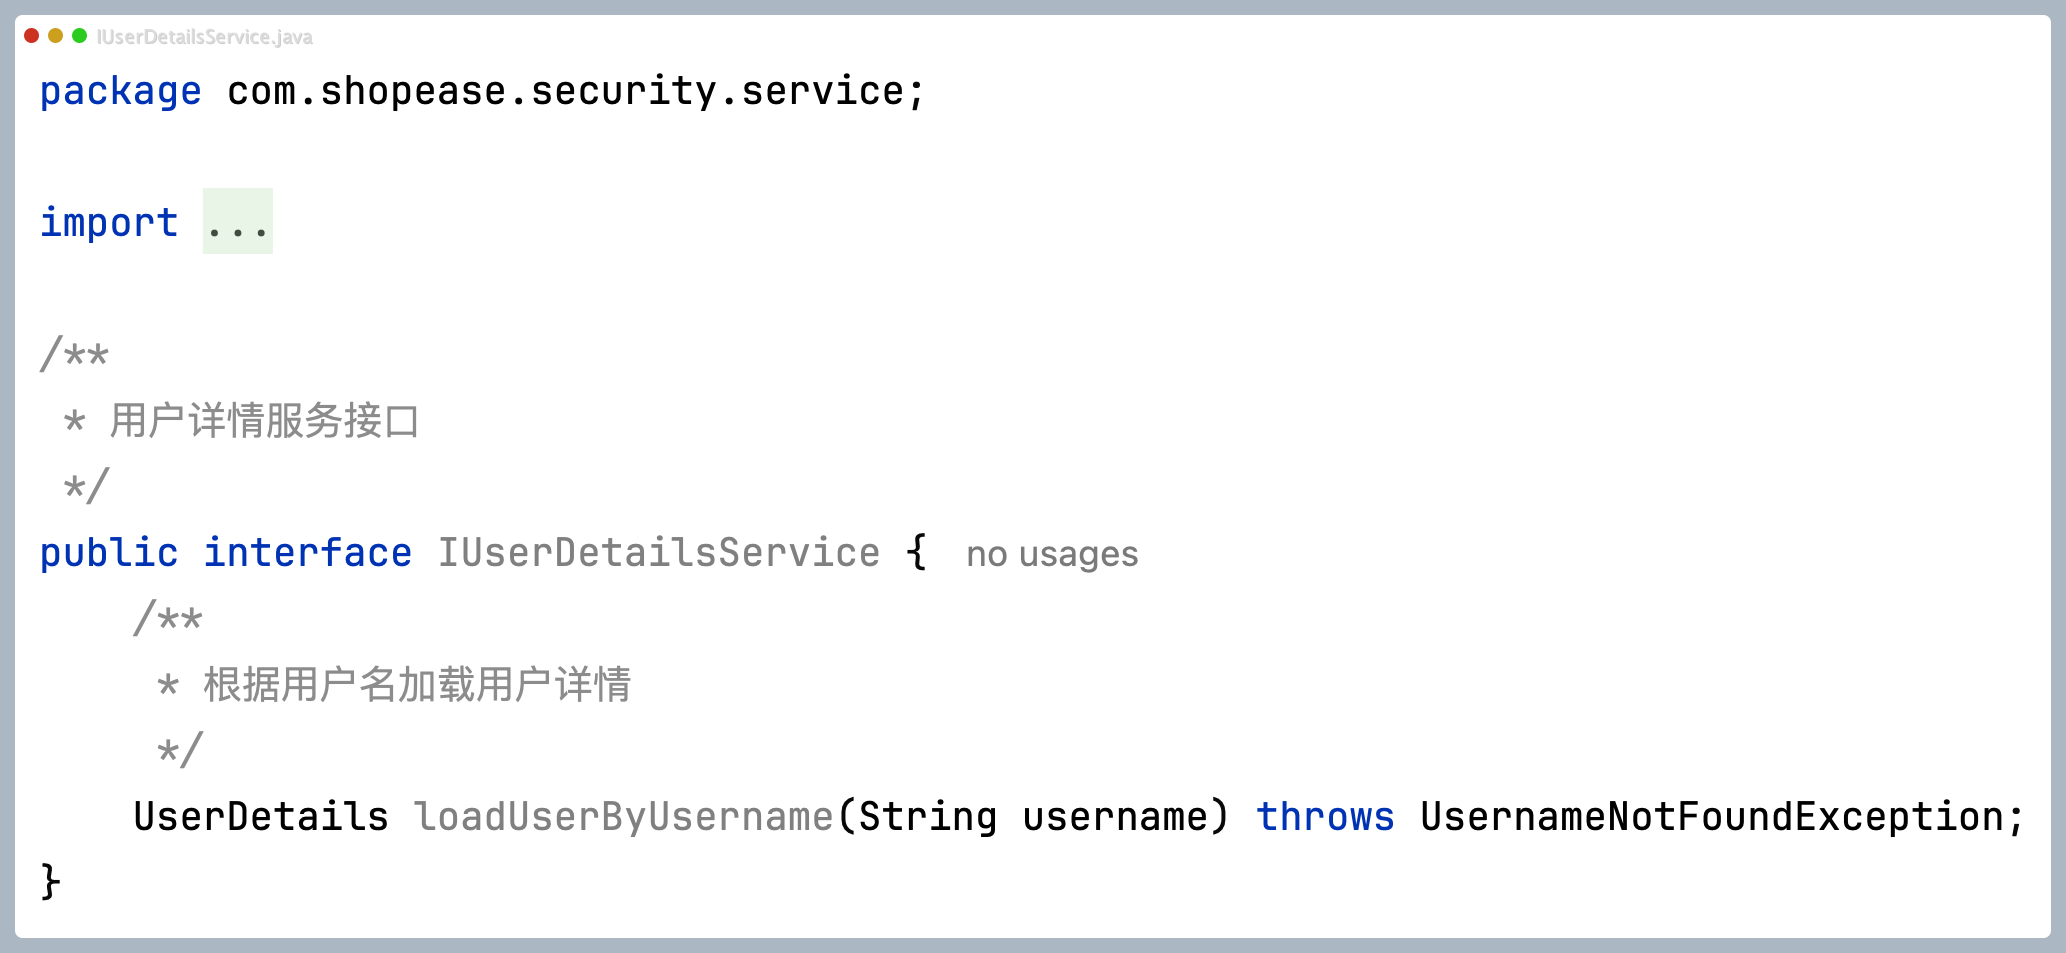 IUserDetailsService.java
package com.shopease.security.service;
import ...
/**
 * 用户详情服务接口
 */
public interface IUserDetailsService {   no usages
    /**
     * 根据用户名加载用户详情
     */
    UserDetails loadUserByUsername(String username) throws UsernameNotFoundException;
}